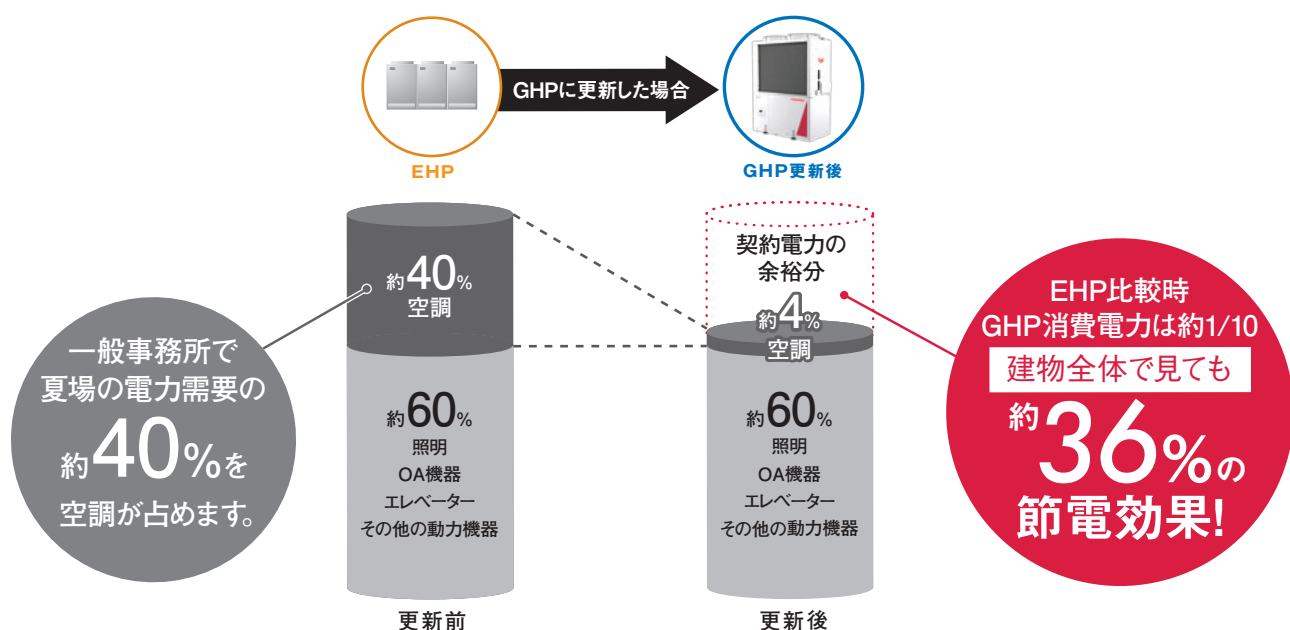 GHPに更新した場合
EHP
GHP更新後
一般事務所で
夏場の電力需要の
約40%を
空調が占めます。
約40%
空調
約60%
照明
OA機器
エレベーター
その他の動力機器
更新前
契約電力の
余裕分
約4%
空調
約60%
照明
OA機器
エレベーター
その他の動力機器
更新後
EHP比較時
GHP消費電力は約1/10
建物全体で見ても
約36%の
節電効果!